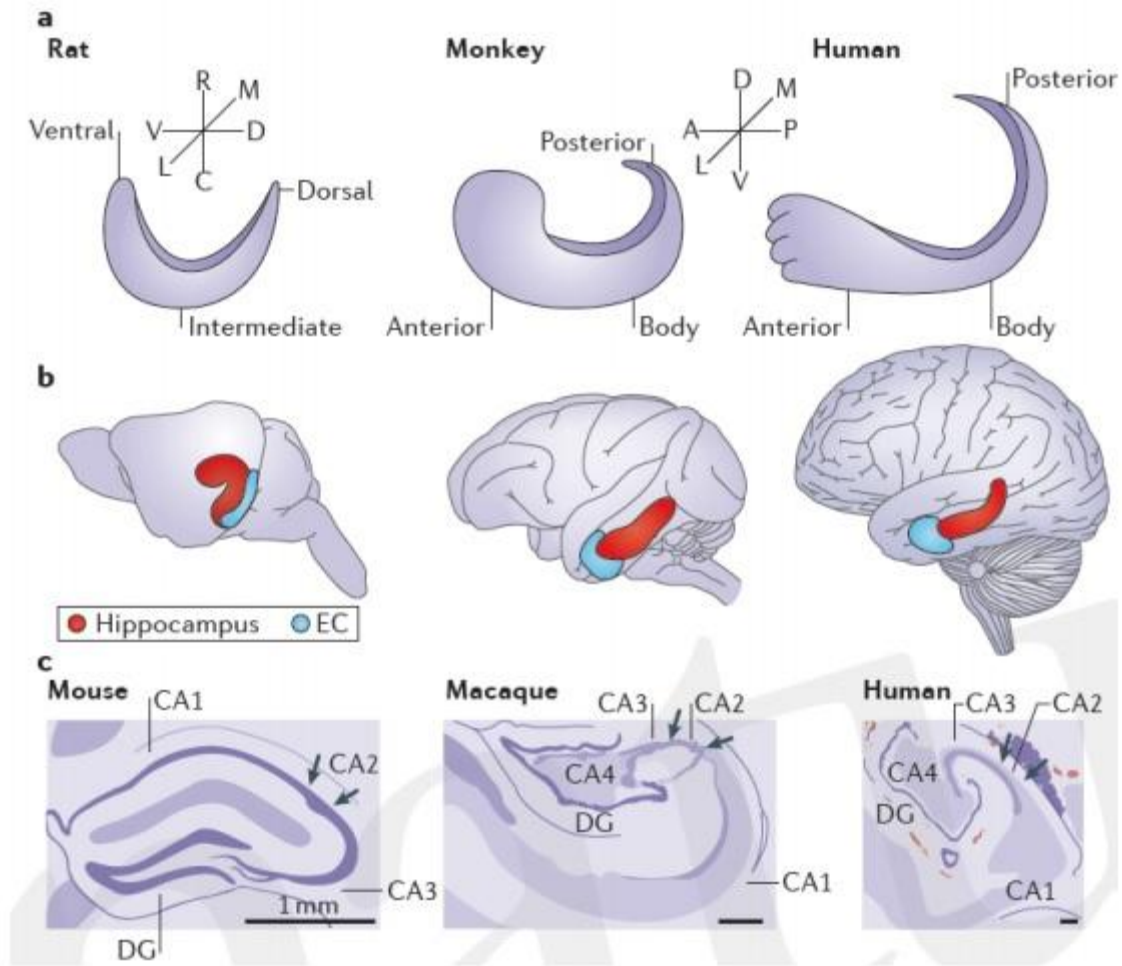 a
Rat
Monkey
Human
R
M
V
D
L
C
Ventral
Dorsal
Intermediate
D
M
A
P
L
V
Posterior
Anterior
Body
Posterior
Anterior
Body
b
Hippocampus
EC
c
Mouse
CA1
CA2
CA3
DG
1 mm
Macaque
CA3
CA2
CA4
DG
CA1
Human
CA3
CA2
CA4
DG
CA1